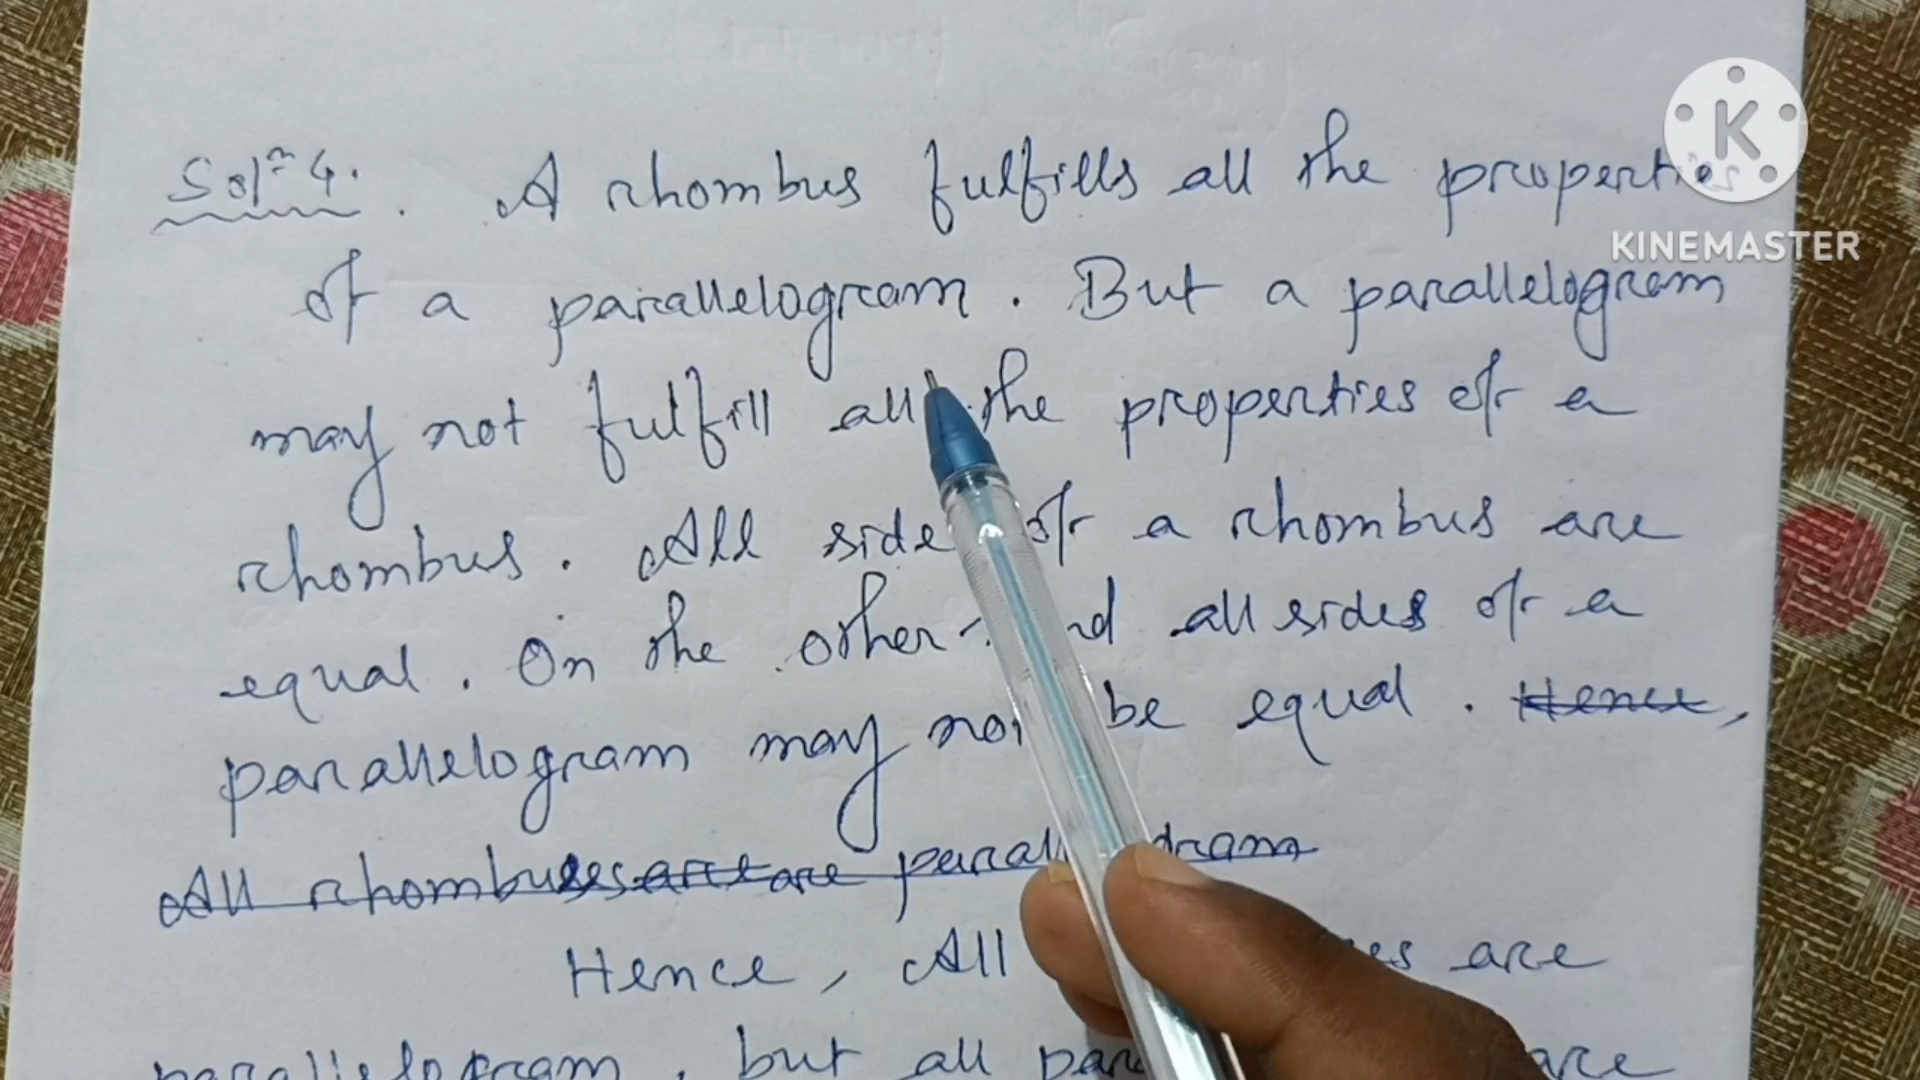 Solⁿ 4. A rhombus fulfills all the properties
KINEMASTER
of a parallelogram. But a parallelogram
may not fulfill all the properties of a
rhombus. All side of a rhombus are
equal. On the other all sides of a
parallelogram may be equal. Hence,
All rhombuses are parallelogram
Hence, All are
parallelogram, but all are